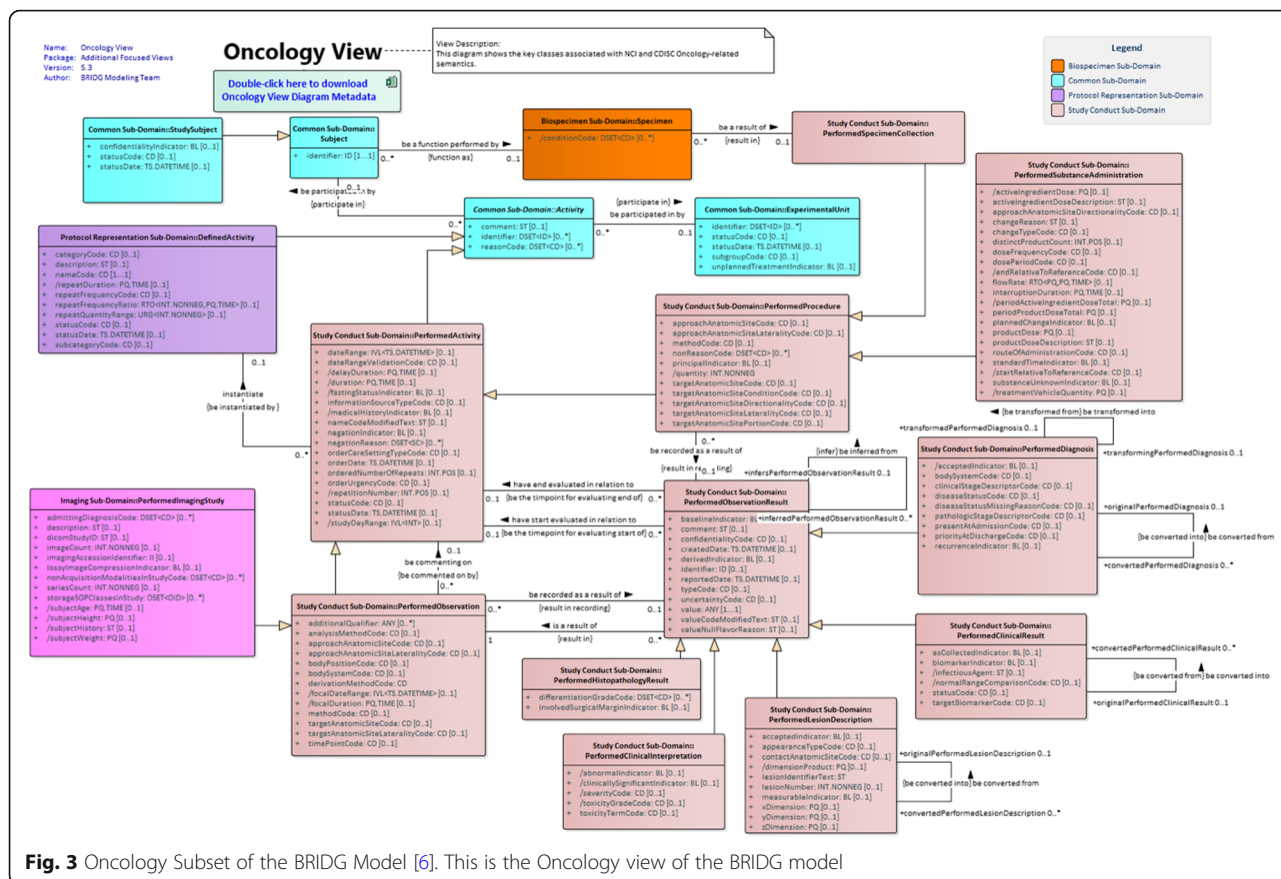 Name: Oncology View
Package: Additional Focused Views
Version: 5.3
Author: BRIDG Modeling Team
Oncology View
View Description:
This diagram shows the key classes associated with NCI and CDISC Oncology-related
semantics.
Double-click here to download
Oncology View Diagram Metadata
Legend
Biospecimen Sub-Domain
Common Sub-Domain
Protocol Representation Sub-Domain
Study Conduct Sub-Domain
Common Sub-Domain::StudySubject
+ confidentialityIndicator: BL [0..1]
+ statusCode: CD [0..1]
+ statusDate: TS.DATETIME [0..1]
Common Sub-Domain::
Subject
+ identifier: ID [1...1]
be a function performed by
0..*
{function as}
0..1
Biospecimen Sub-Domain::Specimen
+ /conditionCode: DSET<CD> [0..*]
be a result of
0..*
{result in}
0..1
Study Conduct Sub-Domain::
PerformedSpecimenCollection
be participated in by
0..1
{participate in}
0..*
Common Sub-Domain::Activity
+ comment: ST [0..1]
+ identifier: DSET<ID> [0..*]
+ reasonCode: DSET<CD> [0..*]
{participate in}
be participated in by
0..*
0..1
Common Sub-Domain::ExperimentalUnit
+ identifier: DSET<ID> [0..*]
+ statusCode: CD [0..1]
+ statusDate: TS.DATETIME [0..1]
+ subgroupCode: CD [0..1]
+ unplannedTreatmentIndicator: BL [0..1]
Study Conduct Sub-Domain::
PerformedSubstanceAdministration
+ /activeIngredientDose: PQ [0..1]
+ activeIngredientDoseDescription: ST [0..1]
+ approachAnatomicSiteDirectionalityCode: CD [0..1]
+ changeReason: ST [0..1]
+ changeTypeCode: CD [0..1]
+ distinctProductCount: INT.POS [0..1]
+ doseFrequencyCode: CD [0..1]
+ dosePeriodCode: CD [0..1]
+ /endRelativeToReferenceCode: CD [0..1]
+ flowRate: RTO<PQ,PQ.TIME> [0..1]
+ interruptionDuration: PQ.TIME [0..1]
+ /periodActiveIngredientDoseTotal: PQ [0..1]
+ periodProductDoseTotal: PQ [0..1]
+ plannedChangeIndicator: BL [0..1]
+ productDose: PQ [0..1]
+ productDoseDescription: ST [0..1]
+ routeOfAdministrationCode: CD [0..1]
+ standardTimeIndicator: BL [0..1]
+ /startRelativeToReferenceCode: CD [0..1]
+ substanceUnknownIndicator: BL [0..1]
+ /treatmentVehicleQuantity: PQ [0..1]
Protocol Representation Sub-Domain::DefinedActivity
+ categoryCode: CD [0..1]
+ description: ST [0..1]
+ nameCode: CD [1...1]
+ /repeatDuration: PQ.TIME [0..1]
+ repeatFrequencyCode: CD [0..1]
+ repeatFrequencyRatio: RTO<INT.NONNEG,PQ.TIME> [0..1]
+ repeatQuantityRange: URG<INT.NONNEG> [0..1]
+ statusCode: CD [0..1]
+ statusDate: TS.DATETIME [0..1]
+ subcategoryCode: CD [0..1]
0..1
instantiate
{be instantiated by }
0..*
Study Conduct Sub-Domain::PerformedActivity
+ dateRange: IVL<TS.DATETIME> [0..1]
+ dateRangeValidationCode: CD [0..1]
+ /delayDuration: PQ.TIME [0..1]
+ /duration: PQ.TIME [0..1]
+ /fastingStatusIndicator: BL [0..1]
+ informationSourceTypeCode: CD [0..1]
+ /medicalHistoryIndicator: BL [0..1]
+ nameCodeModifiedText: ST [0..1]
+ negationIndicator: BL [0..1]
+ negationReason: DSET<SC> [0..*]
+ orderCareSettingTypeCode: CD [0..1]
+ orderDate: TS.DATETIME [0..1]
+ orderedNumberOfRepeats: INT.POS [0..1]
+ orderUrgencyCode: CD [0..1]
+ /repetitionNumber: INT.POS [0..1]
+ statusCode: CD [0..1]
+ statusDate: TS.DATETIME [0..1]
+ /studyDayRange: IVL<INT> [0..1]
Study Conduct Sub-Domain::PerformedProcedure
+ approachAnatomicSiteCode: CD [0..1]
+ approachAnatomicSiteLateralityCode: CD [0..1]
+ methodCode: CD [0..1]
+ nonReasonCode: DSET<CD> [0..*]
+ principalIndicator: BL [0..1]
+ /quantity: INT.NONNEG
+ targetAnatomicSiteCode: CD [0..1]
+ targetAnatomicSiteConditionCode: CD [0..1]
+ targetAnatomicSiteDirectionalityCode: CD [0..1]
+ targetAnatomicSiteLateralityCode: CD [0..1]
+ targetAnatomicSitePortionCode: CD [0..1]
0..*
be recorded as a result of
{result in recording}
0..1
{infer} be inferred from
+infersPerformedObservationResult 0..1
+inferredPerformedObservationResult 0..*
{be transformed from} be transformed into
+transformedPerformedDiagnosis 0..1
+transformingPerformedDiagnosis 0..1
Study Conduct Sub-Domain::PerformedDiagnosis
+ /acceptedIndicator: BL [0..1]
+ bodySystemCode: CD [0..1]
+ clinicalStageDescriptorCode: CD [0..1]
+ diseaseStatusCode: CD [0..1]
+ diseaseStatusMissingReasonCode: CD [0..1]
+ pathologicStageDescriptorCode: CD [0..1]
+ presentAtAdmissionCode: CD [0..1]
+ priorityAtDischargeCode: CD [0..1]
+ recurrenceIndicator: BL [0..1]
+originalPerformedDiagnosis 0..1
{be converted into} be converted from
+convertedPerformedDiagnosis 0..*
have end evaluated in relation to
0..1
{be the timpoint for evaluating end of}
0..*
have start evaluated in relation to
0..1
{be the timpoint for evaluating start of}
0..*
Study Conduct Sub-Domain::
PerformedObservationResult
+ baselineIndicator: BL
+ comment: ST [0..1]
+ confidentialityCode: CD [0..1]
+ createdDate: TS.DATETIME [0..1]
+ derivedIndicator: BL [0..1]
+ identifier: ID [0..1]
+ reportedDate: TS.DATETIME [0..1]
+ typeCode: CD [0..1]
+ uncertaintyCode: CD [0..1]
+ value: ANY [1...1]
+ valueCodeModifiedText: ST [0..1]
+ valueNullFlavorReason: ST [0..1]
Imaging Sub-Domain::PerformedImagingStudy
+ admittingDiagnosisCode: DSET<CD> [0..*]
+ description: ST [0..1]
+ dicomStudyID: ST [0..1]
+ imageCount: INT.NONNEG [0..1]
+ imagingAccessionIdentifier: II [0..1]
+ lossyImageCompressionIndicator: BL [0..1]
+ nonAcquisitionModalitiesInStudyCode: DSET<CD> [0..*]
+ seriesCount: INT.NONNEG [0..1]
+ storageSOPClassesInStudy: DSET<OID> [0..*]
+ /subjectAge: PQ.TIME [0..1]
+ /subjectHeight: PQ [0..1]
+ /subjectHistory: ST [0..1]
+ /subjectWeight: PQ [0..1]
0..1
be commenting on
{be commented on by}
0..*
Study Conduct Sub-Domain::PerformedObservation
+ additionalQualifier: ANY [0..*]
+ analysisMethodCode: CD [0..1]
+ approachAnatomicSiteCode: CD [0..1]
+ approachAnatomicSiteLateralityCode: CD [0..1]
+ bodyPositionCode: CD [0..1]
+ bodySystemCode: CD [0..1]
+ derivationMethodCode: CD
+ /focalDateRange: IVL<TS.DATETIME> [0..1]
+ /focalDuration: PQ.TIME [0..1]
+ methodCode: CD [0..1]
+ targetAnatomicSiteCode: CD [0..1]
+ targetAnatomicSiteLateralityCode: CD [0..1]
+ timePointCode: CD [0..1]
be recorded as a result of
0..*
{result in recording}
0..1
is a result of
1
{result in}
0..*
Study Conduct Sub-Domain::
PerformedHistopathologyResult
+ differentiationGradeCode: DSET<CD> [0..*]
+ involvedSurgicalMarginIndicator: BL [0..1]
Study Conduct Sub-Domain::
PerformedClinicalInterpretation
+ /abnormalIndicator: BL [0..1]
+ /clinicallySignificantIndicator: BL [0..1]
+ /severityCode: CD [0..1]
+ /toxicityGradeCode: CD [0..1]
+ toxicityTermCode: CD [0..1]
Study Conduct Sub-Domain::
PerformedLesionDescription
+ acceptedIndicator: BL [0..1]
+ appearanceTypeCode: CD [0..1]
+ contactAnatomicSiteCode: CD [0..1]
+ /dimensionProduct: PQ [0..1]
+ lesionIdentifierText: ST
+ lesionNumber: INT.NONNEG [0..1]
+ measurableIndicator: BL [0..1]
+ xDimension: PQ [0..1]
+ yDimension: PQ [0..1]
+ zDimension: PQ [0..1]
+originalPerformedLesionDescription 0..1
{be converted into} be converted from
+convertedPerformedLesionDescription 0..*
Study Conduct Sub-Domain::
PerformedClinicalResult
+ asCollectedIndicator: BL [0..1]
+ biomarkerIndicator: BL [0..1]
+ /infectiousAgent: ST [0..1]
+ /normalRangeComparisonCode: CD [0..1]
+ statusCode: CD [0..1]
+ targetBiomarkerCode: CD [0..1]
+convertedPerformedClinicalResult 0..*
{be converted from} be converted into
+originalPerformedClinicalResult 0..1
Fig. 3 Oncology Subset of the BRIDG Model [6]. This is the Oncology view of the BRIDG model